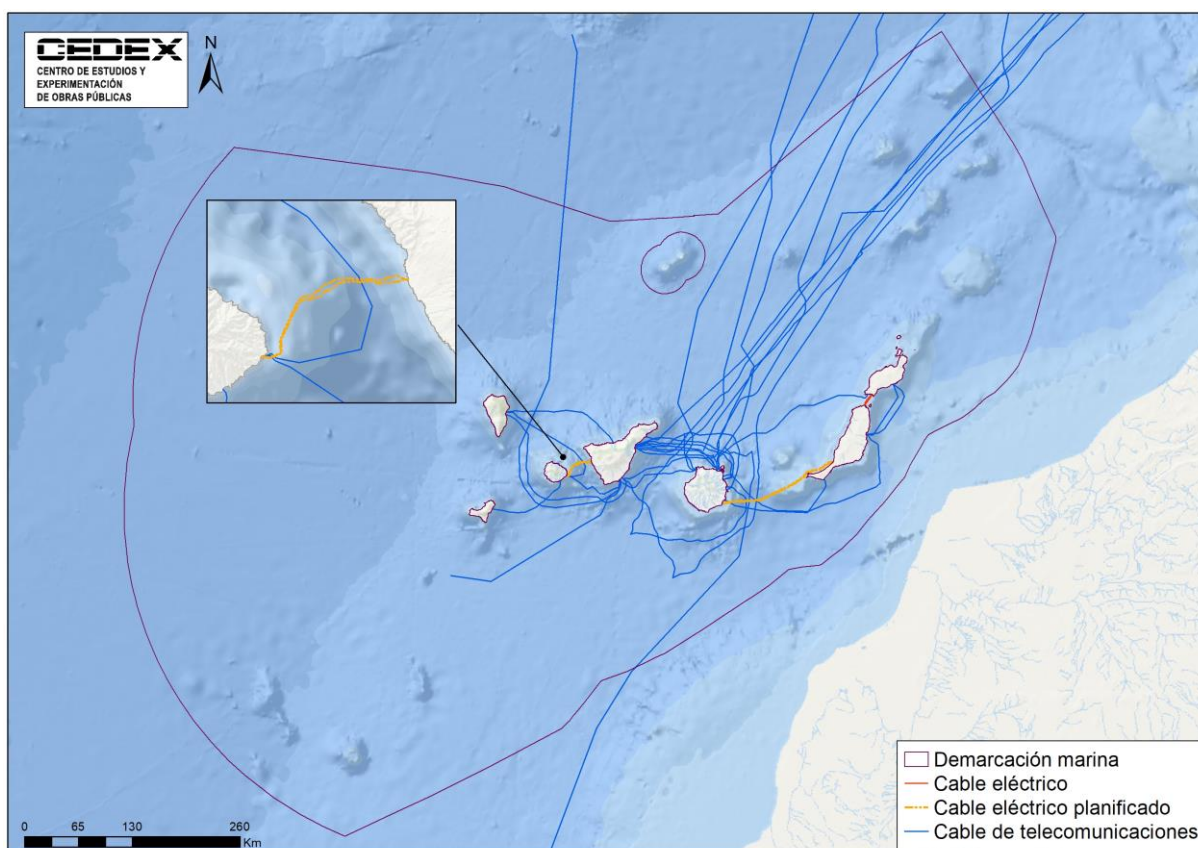 CEDEX
CENTRO DE ESTUDIOS Y
EXPERIMENTACIÓN
DE OBRAS PÚBLICAS
N
Demarcación marina
Cable eléctrico
Cable eléctrico planificado
Cable de telecomunicaciones
0 65 130 260
Km